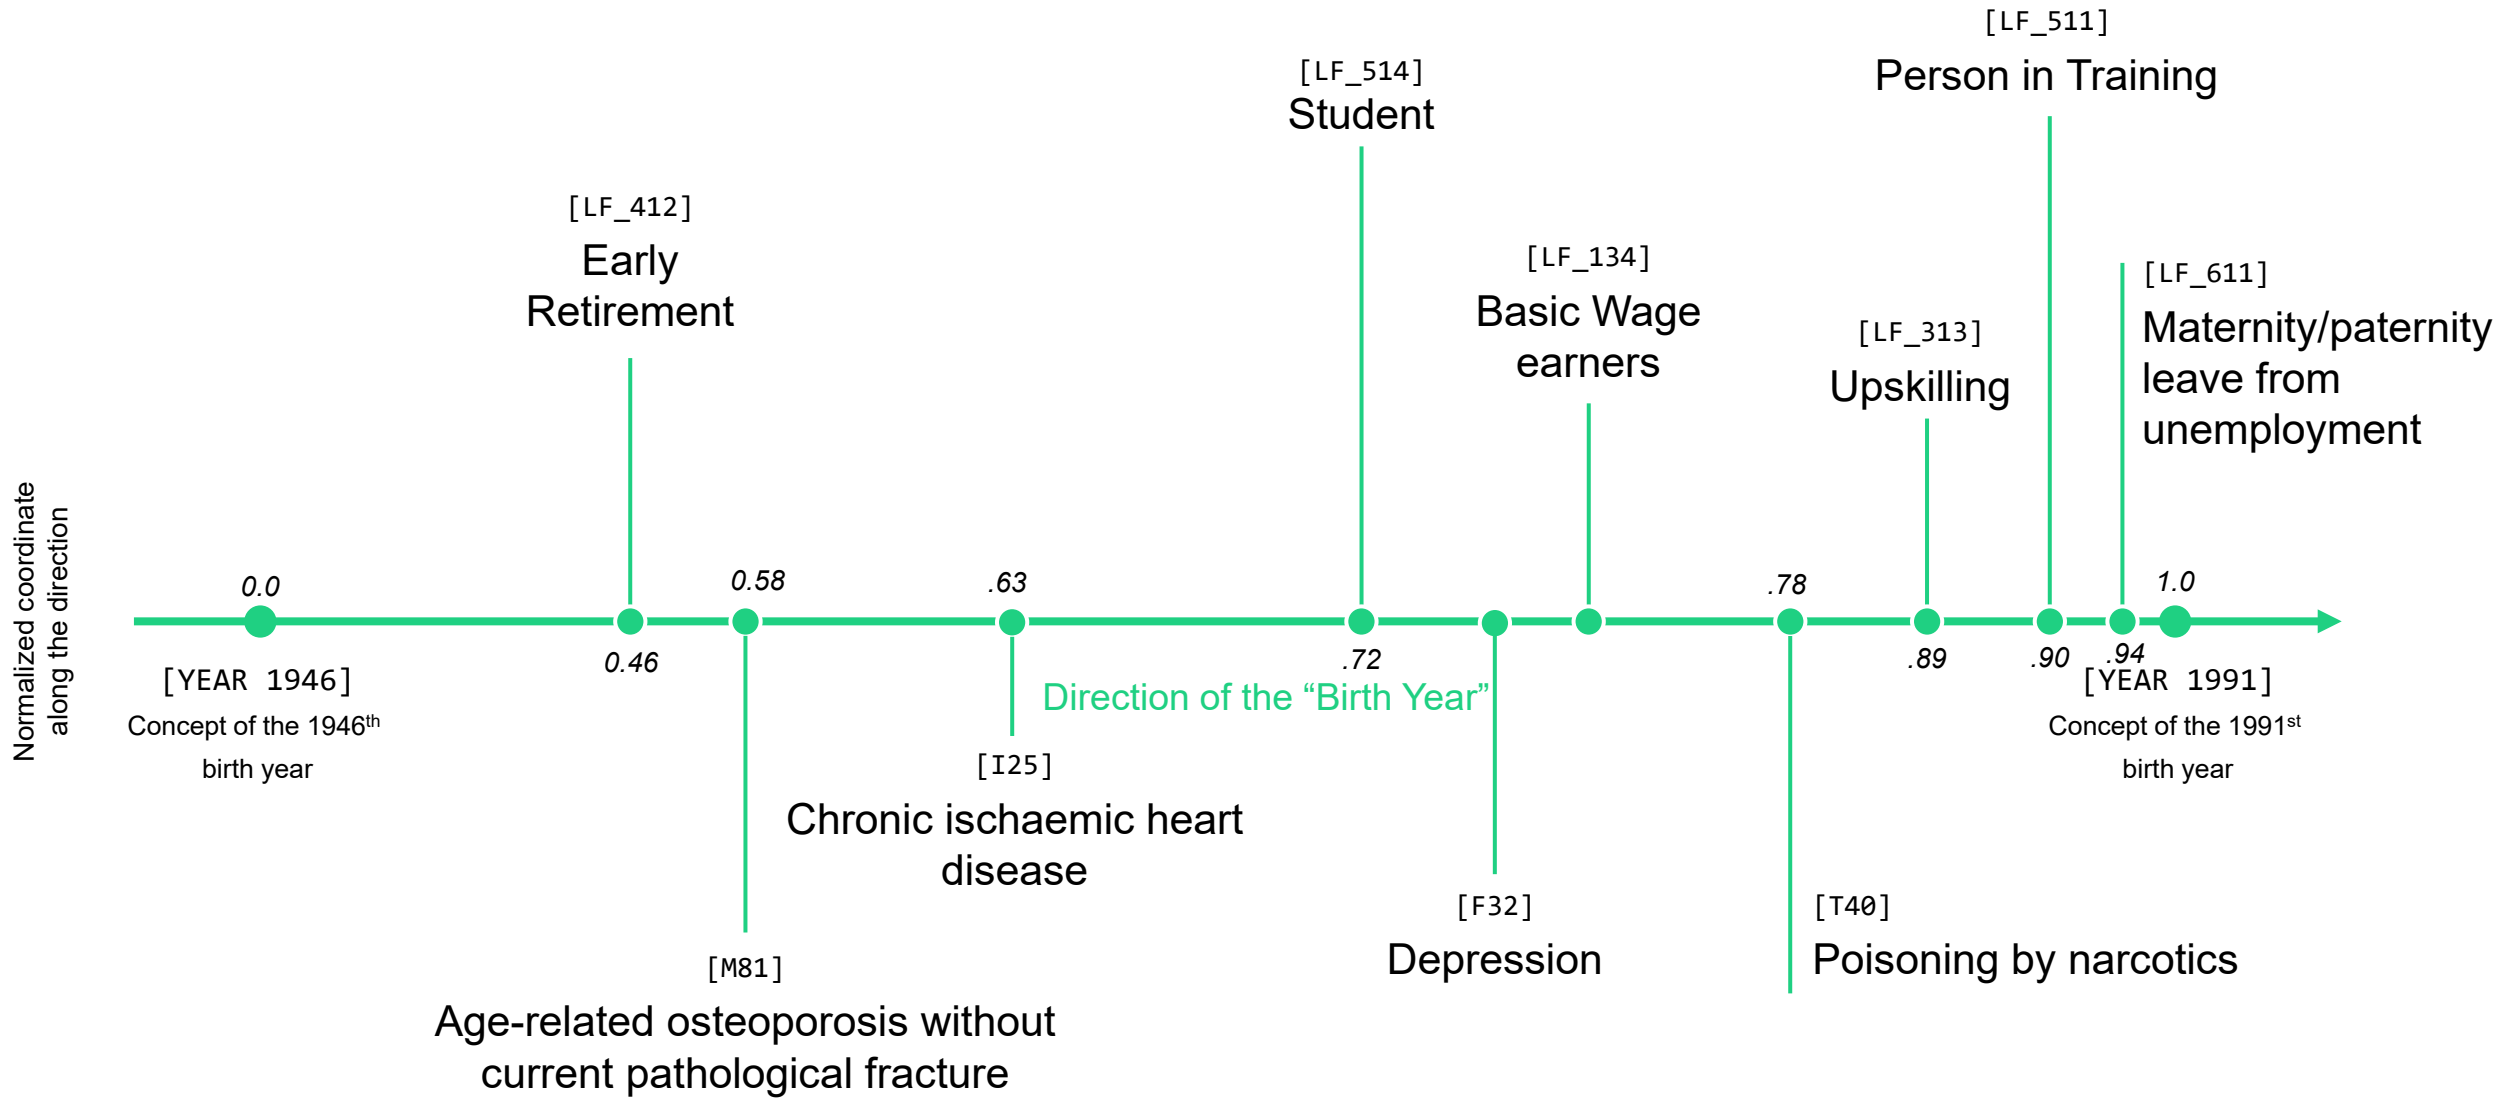 [LF_511]
Person in Training
[LF_514]
Student
[LF_412]
Early
Retirement
[LF_134]
Basic Wage
earners
[LF_313]
Upskilling
[LF_611]
Maternity/paternity
leave from
unemployment
Normalized coordinate
along the direction
0.0
0.46
0.58
.63
.72
.78
.89
.90
.94
1.0
[YEAR 1946]
Concept of the 1946th
birth year
Direction of the “Birth Year”
[YEAR 1991]
Concept of the 1991st
birth year
[I25]
Chronic ischaemic heart
disease
[F32]
Depression
[T40]
Poisoning by narcotics
[M81]
Age-related osteoporosis without
current pathological fracture